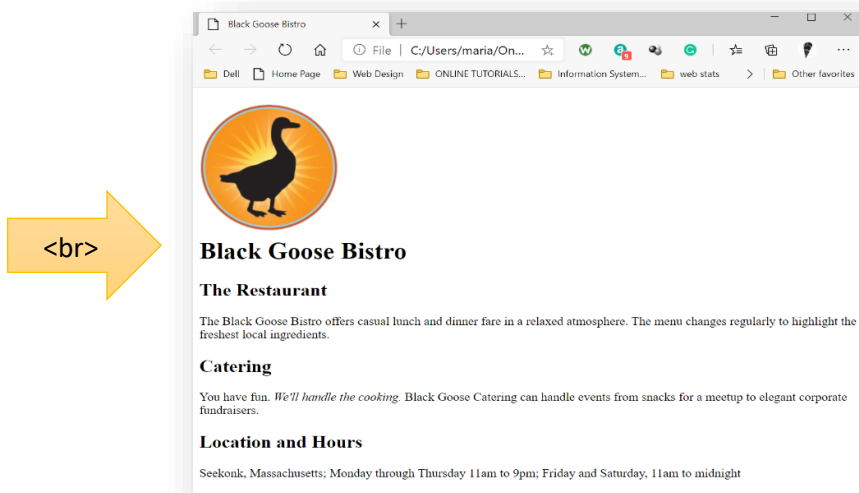 Black Goose Bistro
File | C:/Users/maria/On...
9
Dell Home Page Web Design ONLINE TUTORIALS... Information System... web stats Other favorites
<br>
Black Goose Bistro
The Restaurant
The Black Goose Bistro offers casual lunch and dinner fare in a relaxed atmosphere. The menu changes regularly to highlight the
freshest local ingredients.
Catering
You have fun. We'll handle the cooking. Black Goose Catering can handle events from snacks for a meetup to elegant corporate
fundraisers.
Location and Hours
Seekonk, Massachusetts; Monday through Thursday 11am to 9pm; Friday and Saturday, 11am to midnight